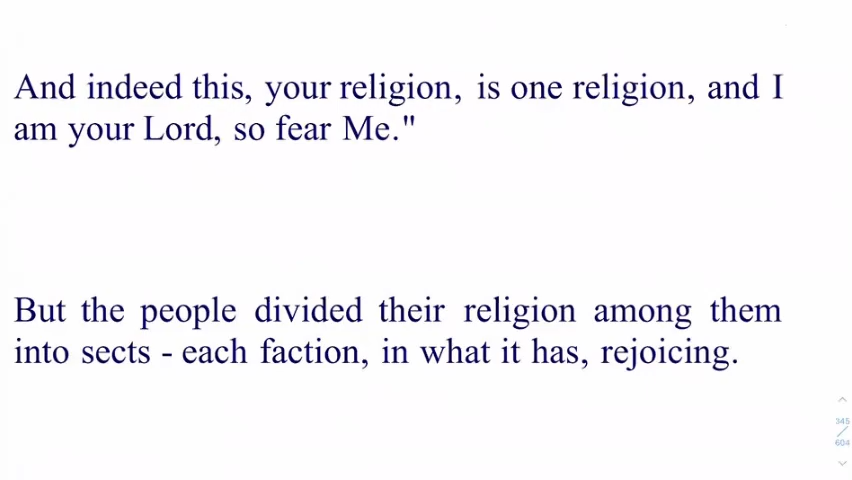 And indeed this, your religion, is one religion, and I
am your Lord, so fear Me."
But the people divided their religion among them
into sects - each faction, in what it has, rejoicing.
345
604